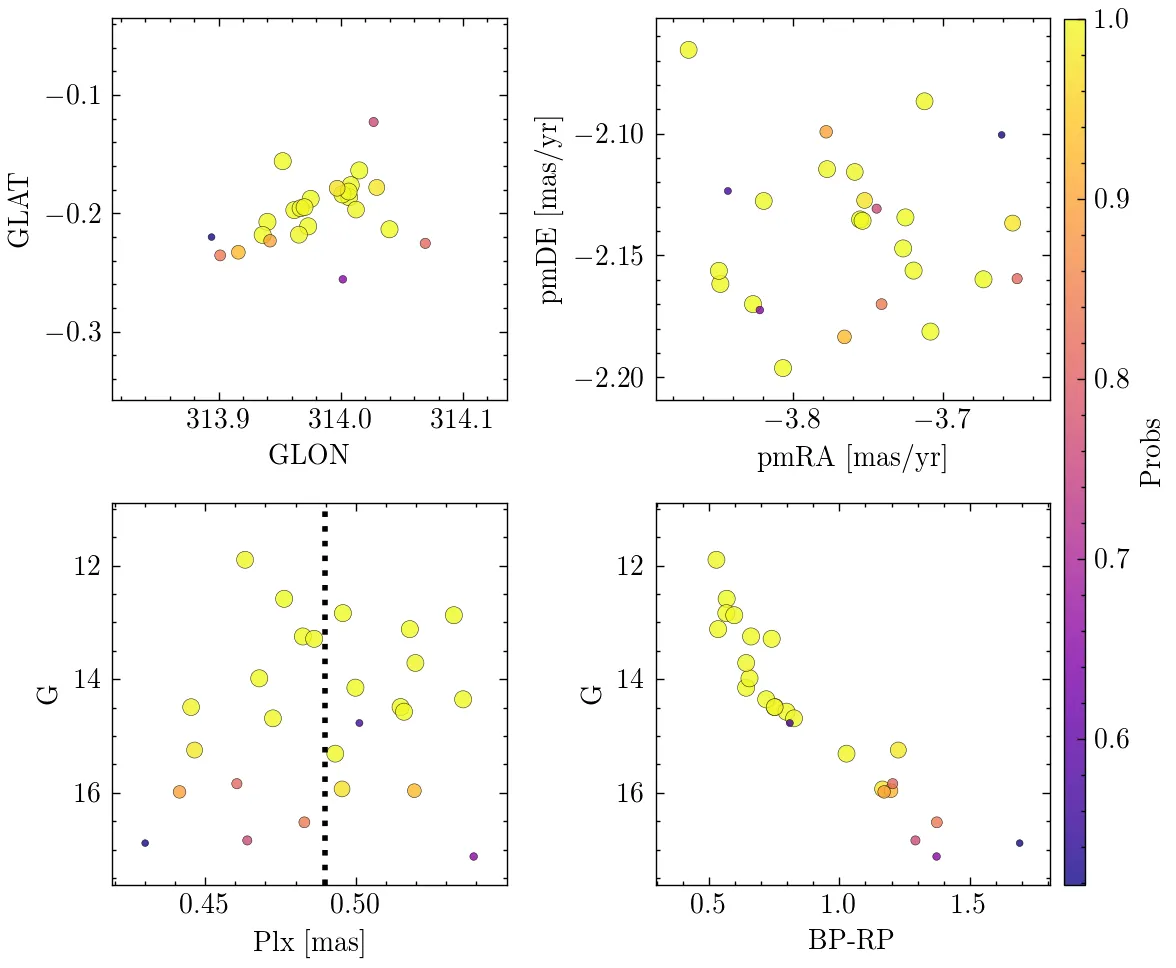 −0.1
−0.2
−0.3
GLAT
313.9 314.0 314.1
GLON
−2.10
−2.15
−2.20
pmDE [mas/yr]
−3.8 −3.7
pmRA [mas/yr]
12
14
16
G
0.45 0.50
Plx [mas]
12
14
16
G
0.5 1.0 1.5
BP-RP
1.0
0.9
0.8
0.7
0.6
Probs